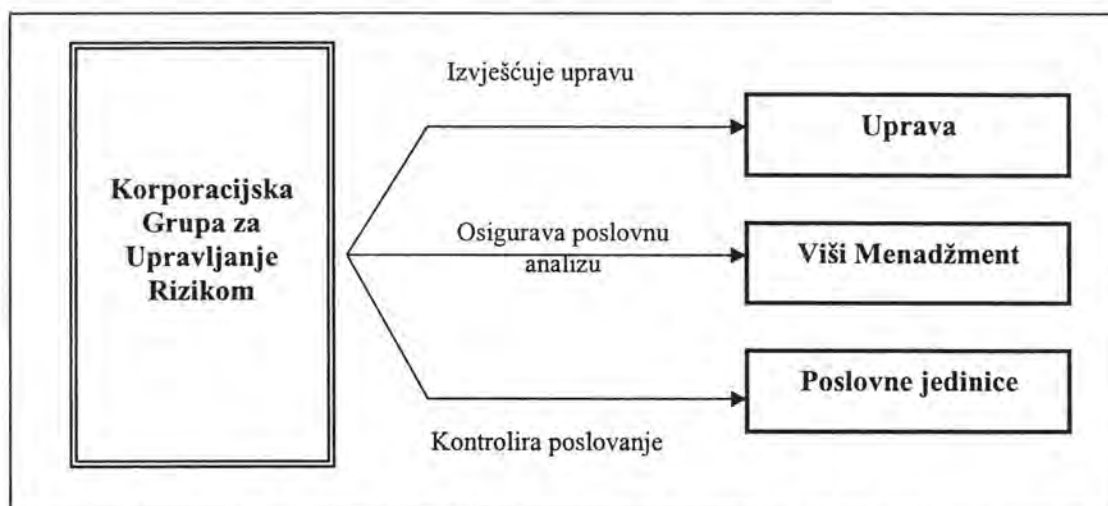 Izvješćuje upravu
Uprava
Korporacijska
Grupa za
Upravljanje
Rizikom
Osigurava poslovnu
analizu
Viši Menadžment
Poslovne jedinice
Kontrolira poslovanje